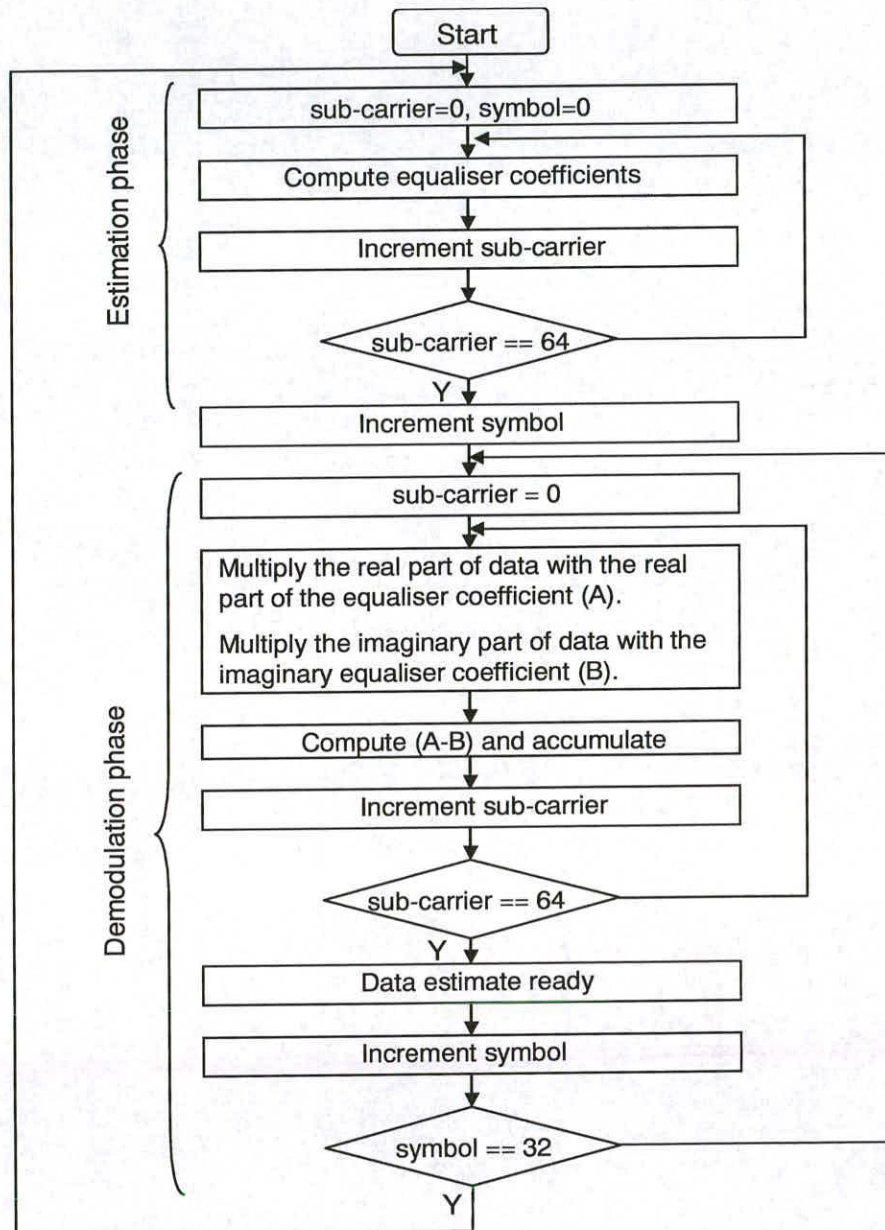 Start
Estimation phase
sub-carrier=0, symbol=0
Compute equaliser coefficients
Increment sub-carrier
sub-carrier == 64
Y
Increment symbol
Demodulation phase
sub-carrier = 0
Multiply the real part of data with the real
part of the equaliser coefficient (A).
Multiply the imaginary part of data with the
imaginary equaliser coefficient (B).
Compute (A-B) and accumulate
Increment sub-carrier
sub-carrier == 64
Y
Data estimate ready
Increment symbol
symbol == 32
Y